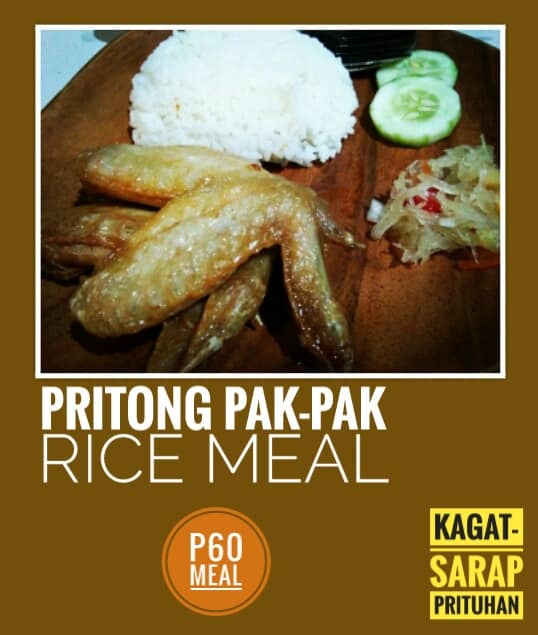 PRITONG PAK-PAK
RICE MEAL
P60
MEAL
KAGAT-
SARAP
PRITUHAN